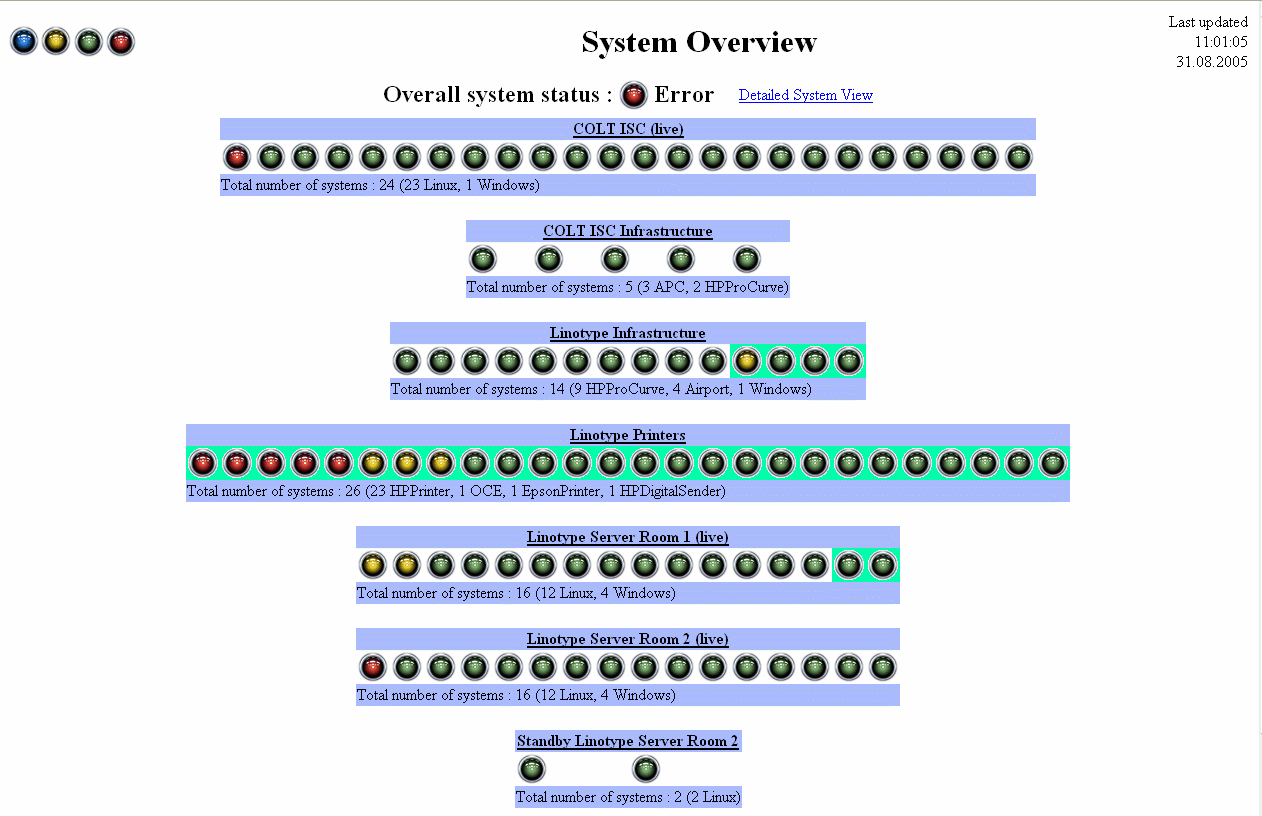 System Overview
Last updated
11:01:05
31.08.2005
Overall system status : Error Detailed System View
COLT ISC (live)
Total number of systems : 24 (23 Linux, 1 Windows)
COLT ISC Infrastructure
Total number of systems : 5 (3 APC, 2 HPProCurve)
Linotype Infrastructure
Total number of systems : 14 (9 HPProCurve, 4 Airport, 1 Windows)
Linotype Printers
Total number of systems : 26 (23 HPPrinter, 1 OCE, 1 EpsonPrinter, 1 HPDigitalSender)
Linotype Server Room 1 (live)
Total number of systems : 16 (12 Linux, 4 Windows)
Linotype Server Room 2 (live)
Total number of systems : 16 (12 Linux, 4 Windows)
Standby Linotype Server Room 2
Total number of systems : 2 (2 Linux)